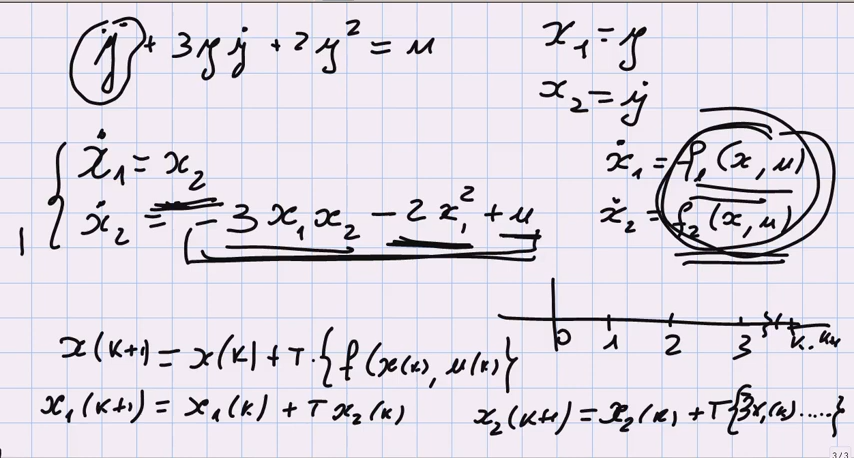 ÿ + 3yẏ + 2y² = u
x₁ = y
x₂ = ẏ
ẋ₁ = x₂
ẋ₂ = -3x₁x₂ - 2x₁² + u
ẋ₁ = f₁(x, u)
ẋ₂ = f₂(x, u)
0 1 2 3
x(k+1) = x(k) + T·{f(x(k), u(k)}
x₁(k+1) = x₁(k) + T x₂(k)
x₂(k+1) = x₂(k) + T{3x₁(k).....}
3/3